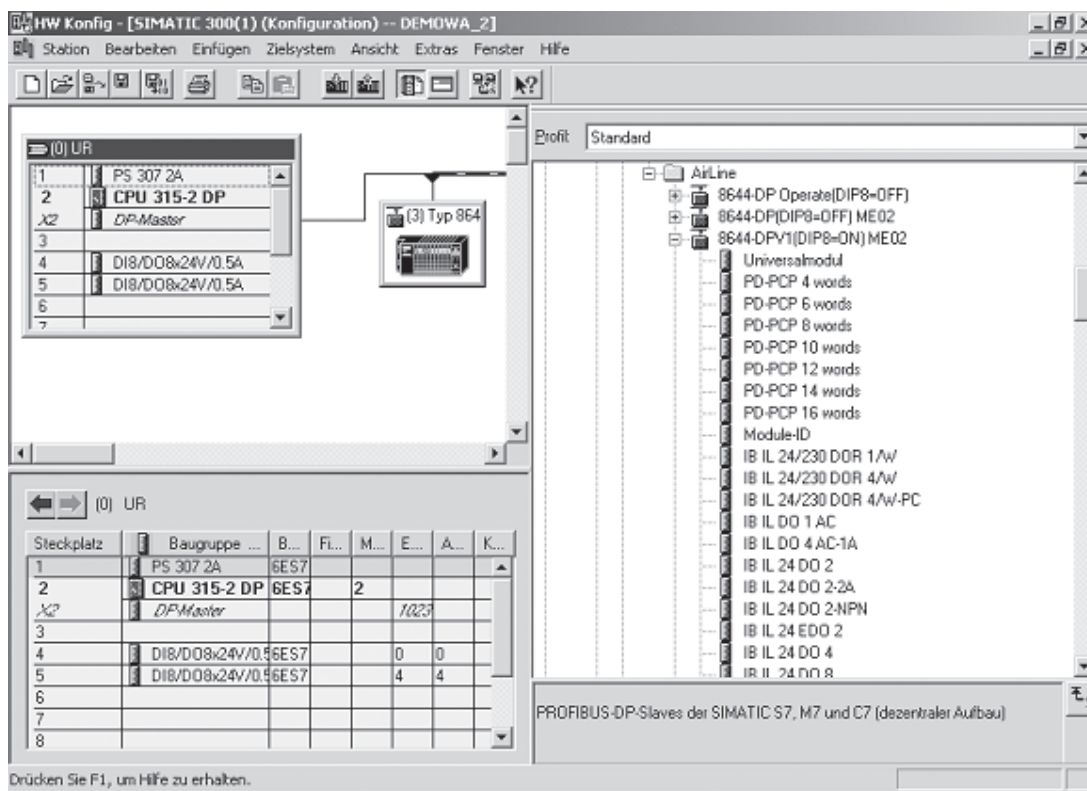 HW Konfig - [SIMATIC 300(1) (Konfiguration) -- DEMOWA_2]
Station Bearbeiten Einfügen Zielsystem Ansicht Extras Fenster Hilfe
(0) UR
1 PS 307 2A
2 CPU 315-2 DP
X2 DP-Master
3
4 DI8/DO8x24V/0.5A
5 DI8/DO8x24V/0.5A
6
7
(3) Typ 864
Profil: Standard
AirLine
8644-DP Operate(DIP8=OFF)
8644-DP(DIP8=OFF) ME02
8644-DPV1(DIP8=ON) ME02
Universalmodul
PD-PCP 4 words
PD-PCP 6 words
PD-PCP 8 words
PD-PCP 10 words
PD-PCP 12 words
PD-PCP 14 words
PD-PCP 16 words
Module-ID
IB IL 24/230 DOR 1/W
IB IL 24/230 DOR 4/W
IB IL 24/230 DOR 4/W-PC
IB IL DO 1 AC
IB IL DO 4 AC-1A
IB IL 24 DO 2
IB IL 24 DO 2-2A
IB IL 24 DO 2-NPN
IB IL 24 EDO 2
IB IL 24 DO 4
IB IL 24 DO 8
(0) UR
Steckplatz Baugruppe ... B... Fi... M... E... A... K...
1 PS 307 2A 6ES7
2 CPU 315-2 DP 6ES7 2
X2 DP-Master 1023
3
4 DI8/DO8x24V/0.5 6ES7 0 0
5 DI8/DO8x24V/0.5 6ES7 4 4
6
7
8
PROFIBUS-DP-Slaves der SIMATIC S7, M7 und C7 (dezentraler Aufbau)
Drücken Sie F1, um Hilfe zu erhalten.